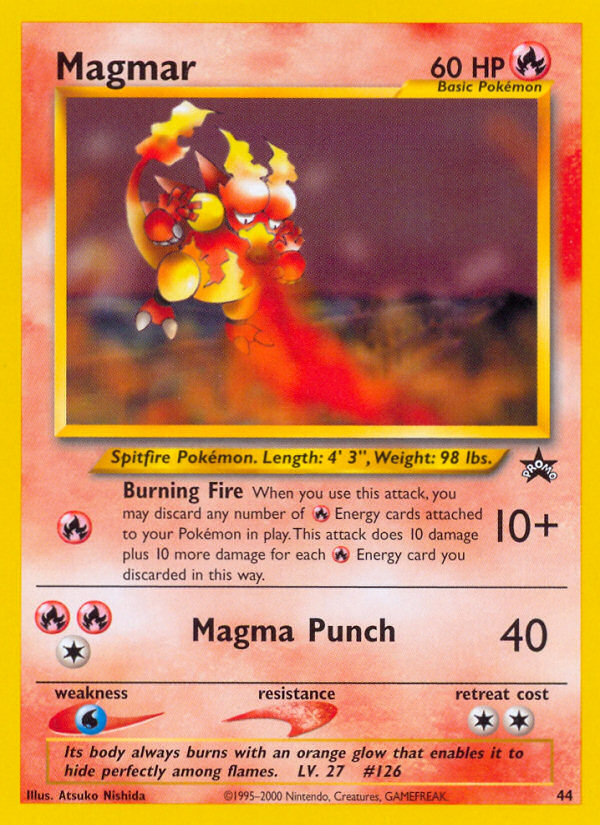 Magmar
60 HP
Basic Pokémon
Spitfire Pokémon. Length: 4' 3", Weight: 98 lbs.
PROMO
Burning Fire When you use this attack, you
may discard any number of Energy cards attached
to your Pokémon in play. This attack does 10 damage
plus 10 more damage for each Energy card you
discarded in this way.
10+
Magma Punch
40
weakness
resistance
retreat cost
Its body always burns with an orange glow that enables it to
hide perfectly among flames. LV. 27 #126
Illus. Atsuko Nishida
©1995–2000 Nintendo, Creatures, GAMEFREAK.
44